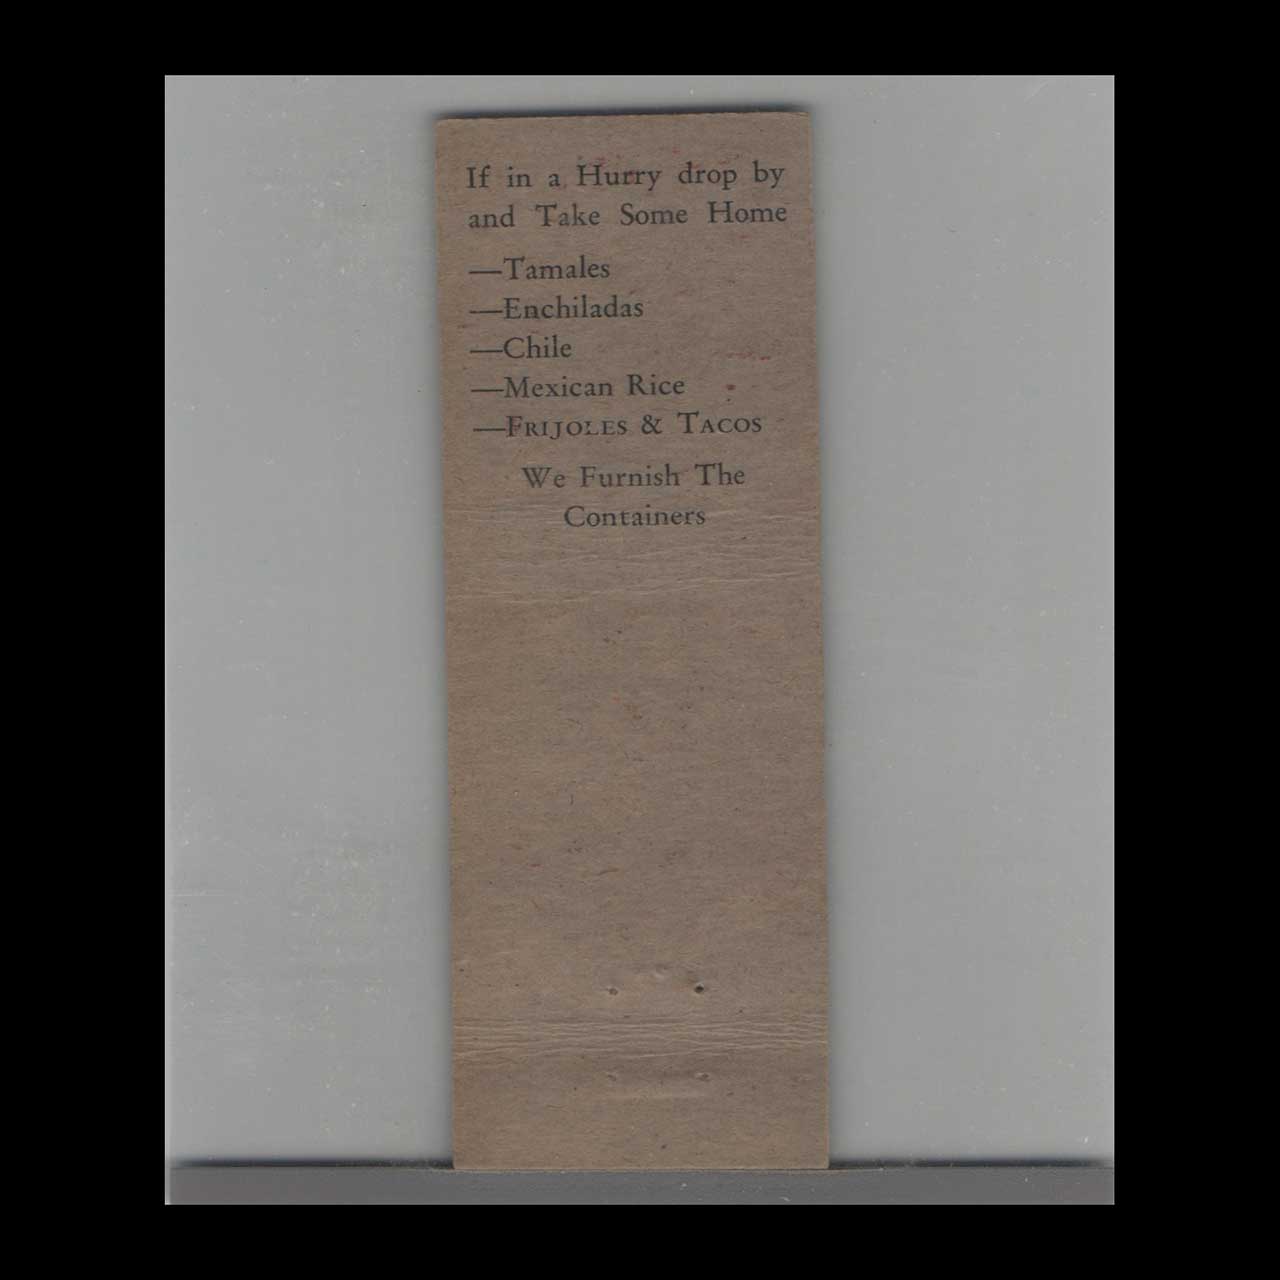 If in a Hurry drop by
and Take Some Home
—Tamales
—Enchiladas
—Chile
—Mexican Rice
—FRIJOLES & TACOS
We Furnish The
Containers